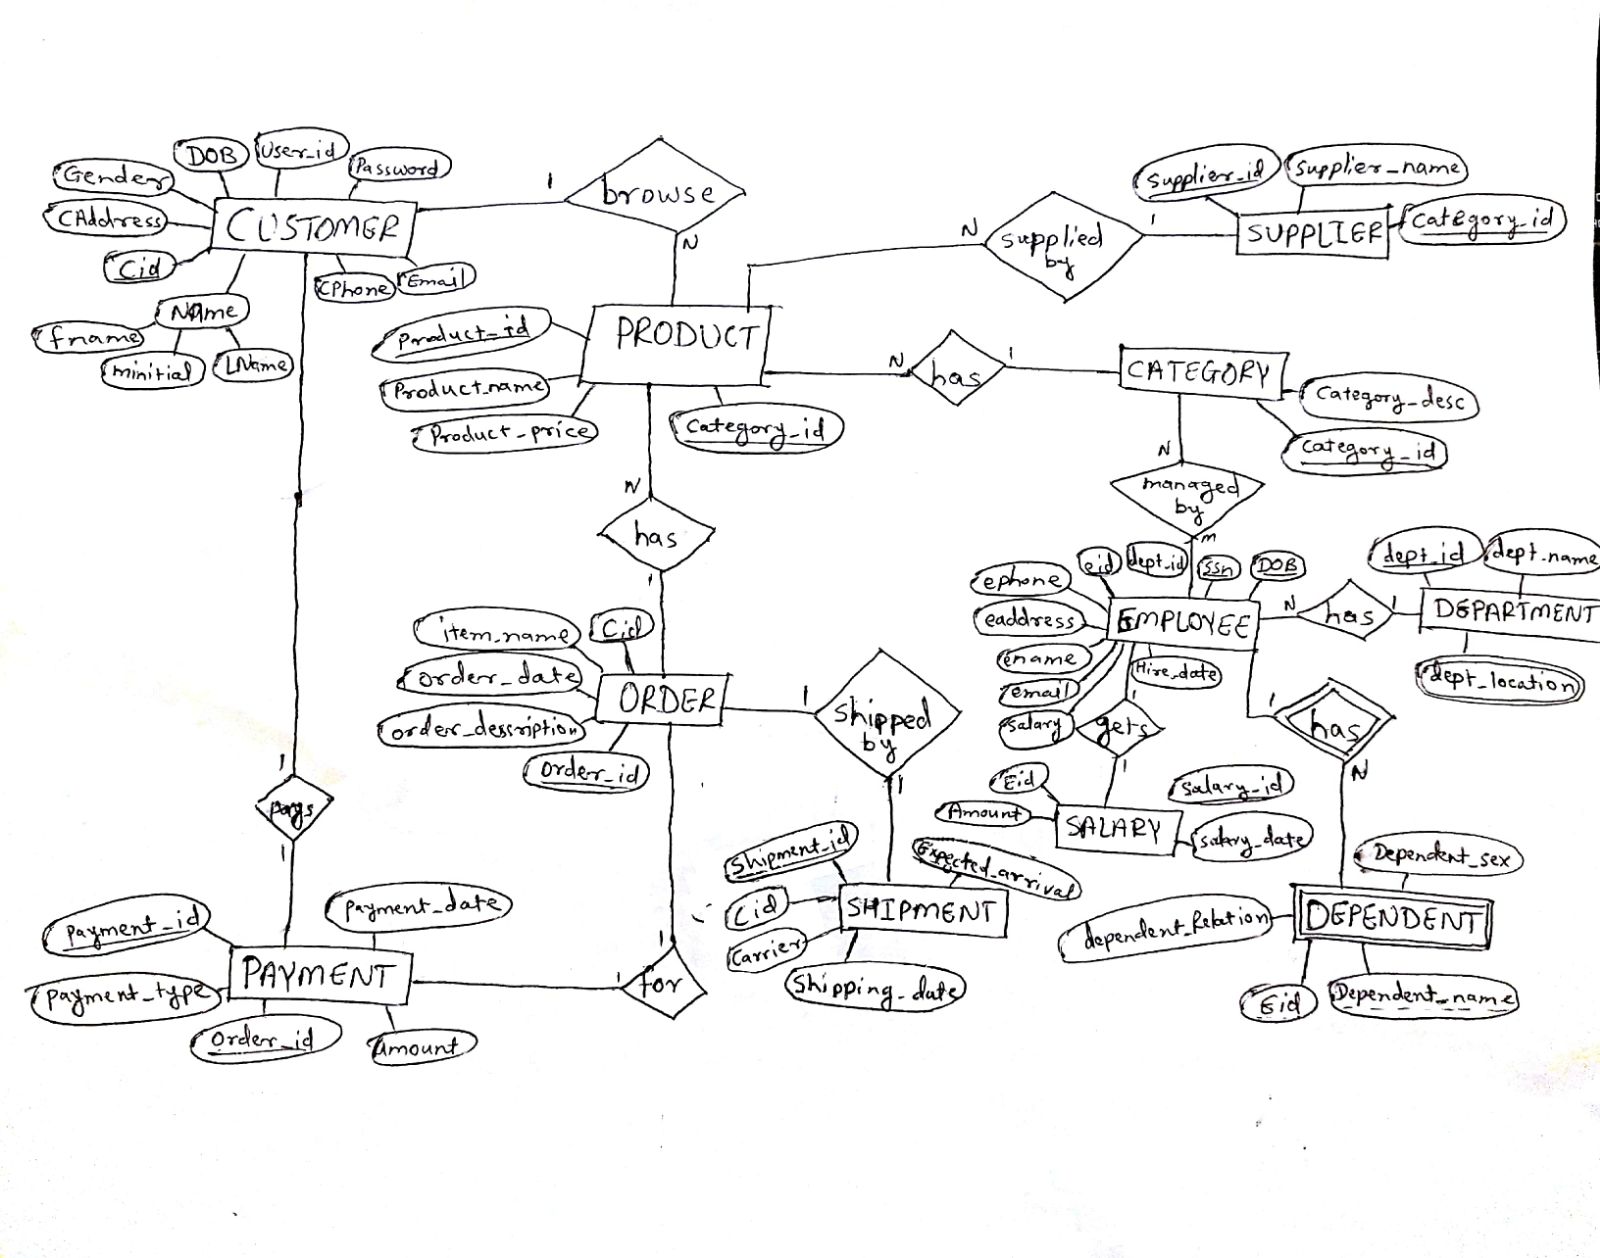 DOB
User_id
Password
Gender
CAddress
CUSTOMER
Cid
CPhone
Email
Name
fname
minitial
LName
1
browse
N
Supplier_id
Supplier_name
N
supplied
by
1
SUPPLIER
Category_id
Product_id
PRODUCT
Product_name
Product_price
Category_id
N
has
1
CATEGORY
Category_desc
Category_id
N
managed
by
m
N
has
1
eid
dept_id
SSn
DOB
ephone
eaddress
EMPLOYEE
ename
email
Salary
Hire_date
N
has
1
dept_id
dept_name
DEPARTMENT
dept_location
item_name
Cid
order_date
ORDER
order_description
Order_id
1
Shipped
by
1
1
gets
1
Eid
Salary_id
Amount
SALARY
Salary_date
1
has
N
1
pays
1
Shipment_id
Expected_arrival
Cid
SHIPMENT
Carrier
Shipping_date
Dependent_sex
dependent_Relation
DEPENDENT
Eid
Dependent_name
payment_id
payment_date
PAYMENT
payment_type
Order_id
Amount
1
1
for